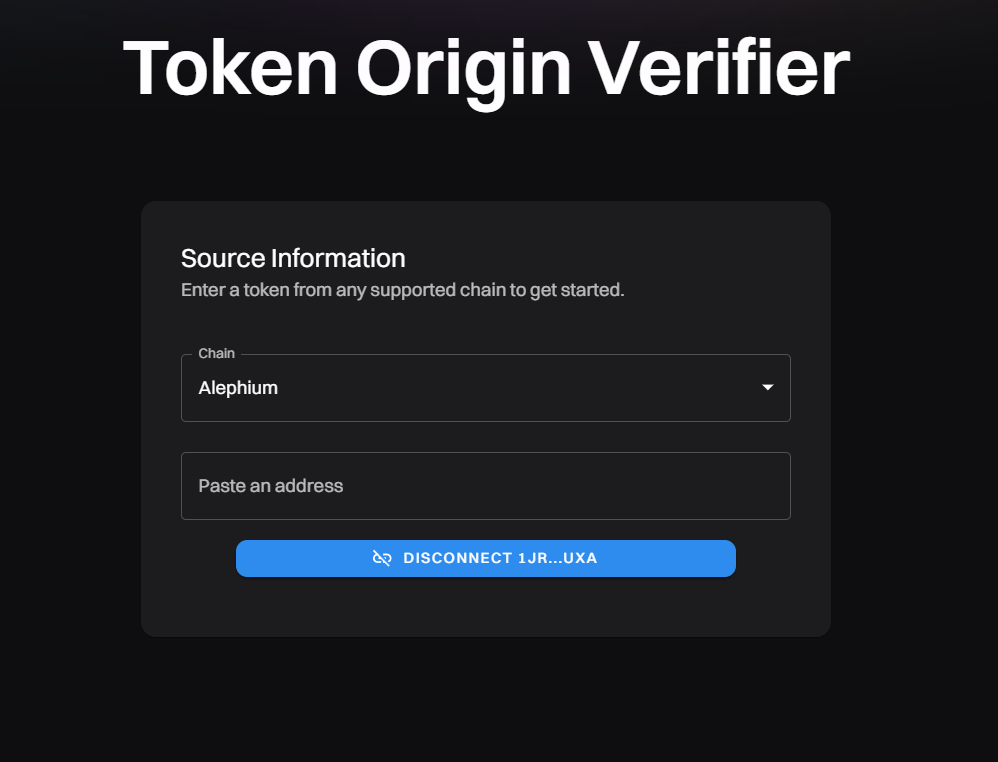 Token Origin Verifier
Source Information
Enter a token from any supported chain to get started.
Chain
Alephium
Paste an address
DISCONNECT 1JR...UXA